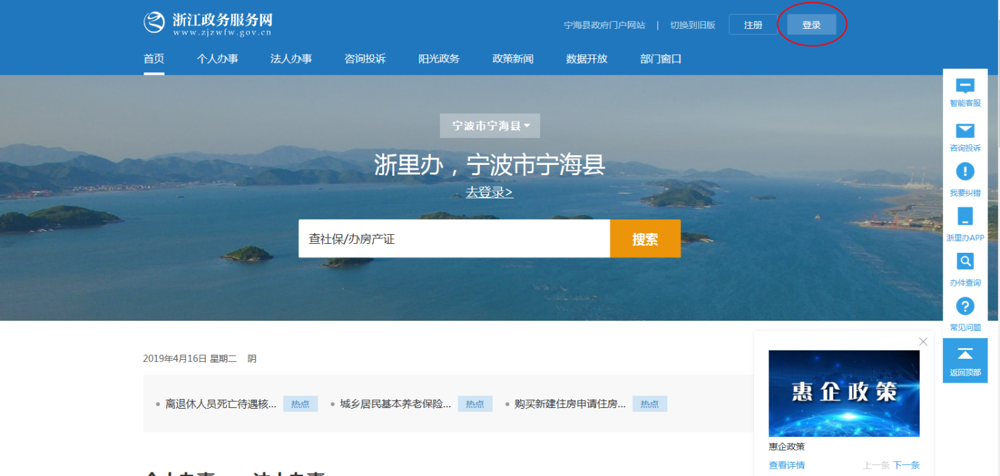 浙江政务服务网
www.zjzwfw.gov.cn
宁海县政府门户网站 | 切换到旧版 注册 登录
首页 个人办事 法人办事 咨询投诉 阳光政务 政策新闻 数据开放 部门窗口
宁波市宁海县
浙里办，宁波市宁海县
去登录>
查社保/办房产证 搜索
智能客服
咨询投诉
我要纠错
浙里办APP
办件查询
常见问题
返回顶部
2019年4月16日 星期二 阴
离退休人员死亡待遇核... 热点 城乡居民基本养老保险... 热点 购买新建住房申请住房... 热点
惠企政策
惠企政策
查看详情 上一条 下一条
个人办事 法人办事